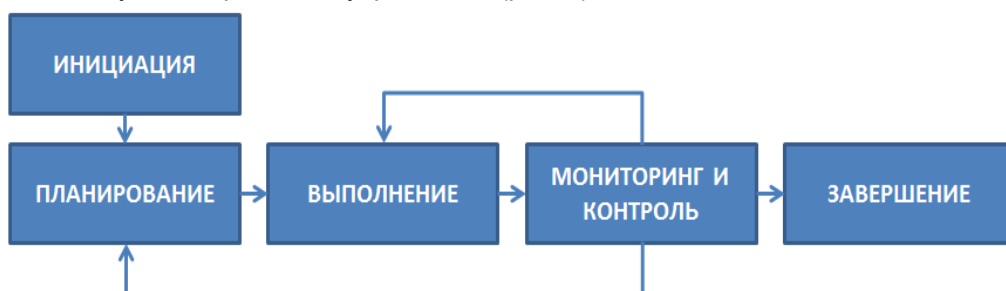 ИНИЦИАЦИЯ
ПЛАНИРОВАНИЕ
ВЫПОЛНЕНИЕ
МОНИТОРИНГ И
КОНТРОЛЬ
ЗАВЕРШЕНИЕ